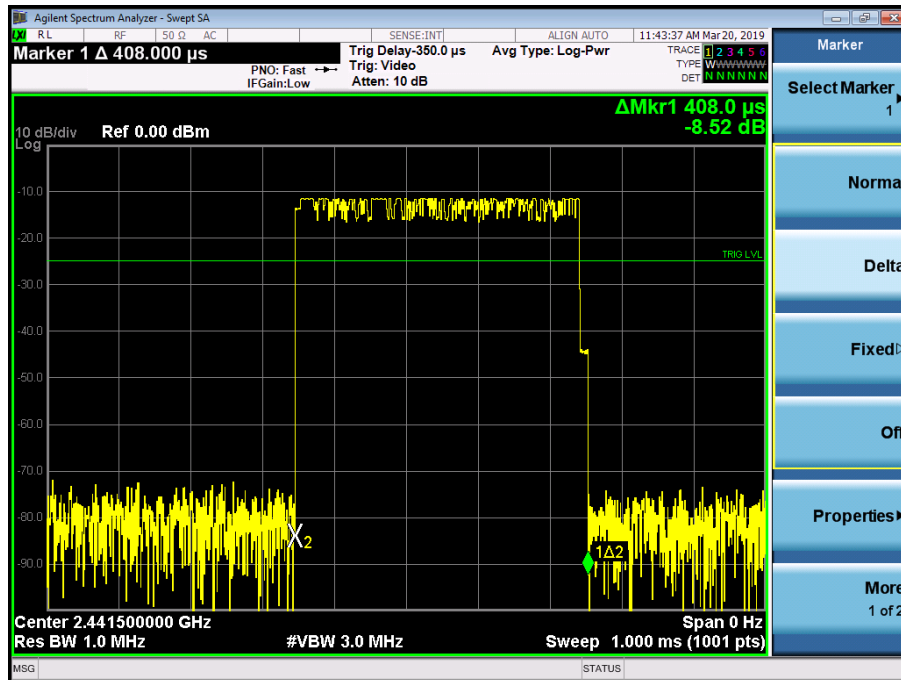 Agilent Spectrum Analyzer - Swept SA
LXI RL RF 50 Ω AC SENSE:INT ALIGN AUTO 11:43:37 AM Mar 20, 2019
Marker 1 Δ 408.000 µs
PNO: Fast
IFGain:Low
Trig Delay-350.0 µs
Trig: Video
Atten: 10 dB
Avg Type: Log-Pwr
TRACE 1 2 3 4 5 6
TYPE WWWWWW
DET N N N N N N
ΔMkr1 408.0 µs
-8.52 dB
10 dB/div Ref 0.00 dBm
Log
-10.0
-20.0
TRIG LVL
-30.0
-40.0
-50.0
-60.0
-70.0
-80.0
2
1Δ2
-90.0
Center 2.441500000 GHz Span 0 Hz
Res BW 1.0 MHz #VBW 3.0 MHz Sweep 1.000 ms (1001 pts)
MSG STATUS
Marker
Select Marker
1
Norma
Delta
Fixed
Off
Properties
More
1 of 2